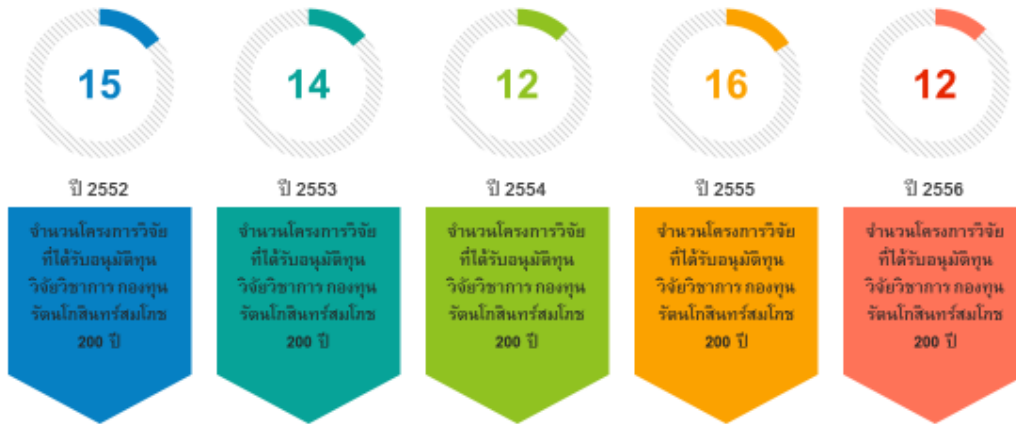 15
ปี 2552
จำนวนโครงการวิจัย
ที่ได้รับอนุมัติทุน
วิจัยวิชาการ กองทุน
รัตนโกสินทร์สมโภช
200 ปี
14
ปี 2553
จำนวนโครงการวิจัย
ที่ได้รับอนุมัติทุน
วิจัยวิชาการ กองทุน
รัตนโกสินทร์สมโภช
200 ปี
12
ปี 2554
จำนวนโครงการวิจัย
ที่ได้รับอนุมัติทุน
วิจัยวิชาการ กองทุน
รัตนโกสินทร์สมโภช
200 ปี
16
ปี 2555
จำนวนโครงการวิจัย
ที่ได้รับอนุมัติทุน
วิจัยวิชาการ กองทุน
รัตนโกสินทร์สมโภช
200 ปี
12
ปี 2556
จำนวนโครงการวิจัย
ที่ได้รับอนุมัติทุน
วิจัยวิชาการ กองทุน
รัตนโกสินทร์สมโภช
200 ปี